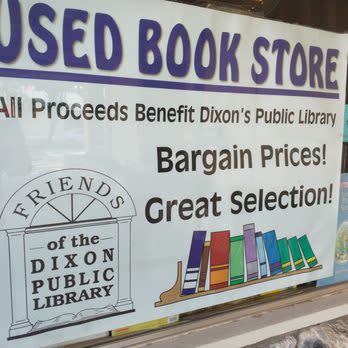 USED BOOK STORE
All Proceeds Benefit Dixon's Public Library
Bargain Prices!
Great Selection!
FRIENDS
of the
DIXON
PUBLIC
LIBRARY